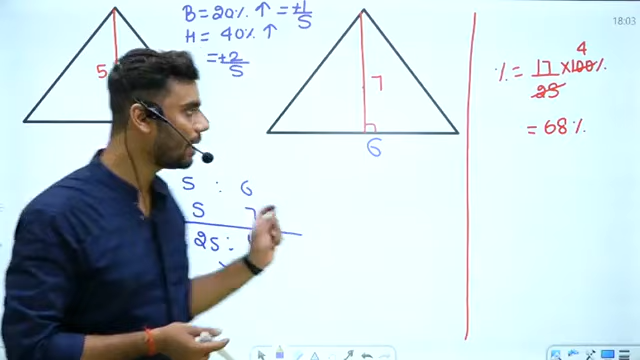 B = 20% ↑ = +1/5
H = 40% ↑
= +2/5
5
7
6
5 : 6
5 7
25 :
% = 17/25 × 100%
4
= 68%
18:03